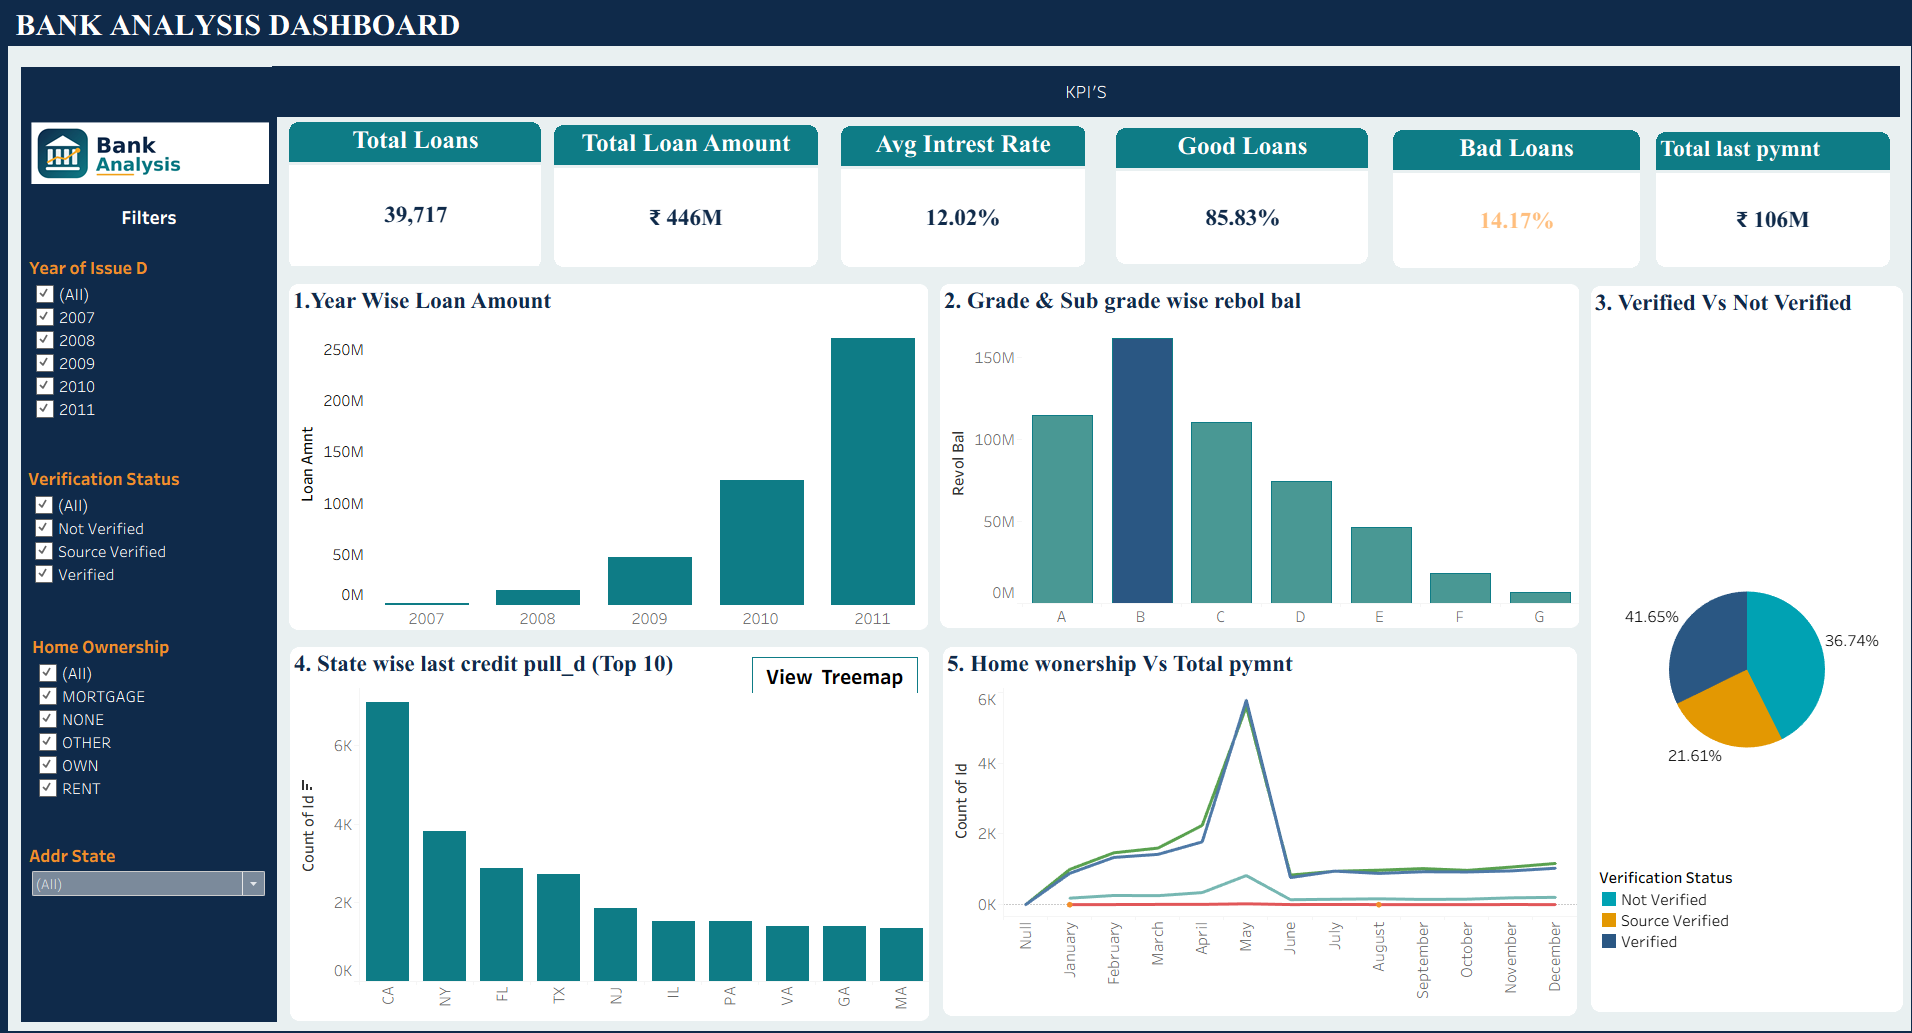 BANK ANALYSIS DASHBOARD
KPI'S
Bank
Analysis
Filters
Year of Issue D
(All)
2007
2008
2009
2010
2011
Verification Status
(All)
Not Verified
Source Verified
Verified
Home Ownership
(All)
MORTGAGE
NONE
OTHER
OWN
RENT
Addr State
(All)
Total Loans
39,717
Total Loan Amount
₹ 446M
Avg Intrest Rate
12.02%
Good Loans
85.83%
Bad Loans
14.17%
Total last pymnt
₹ 106M
1.Year Wise Loan Amount
Loan Amnt
250M
200M
150M
100M
50M
0M
2007 2008 2009 2010 2011
2. Grade & Sub grade wise rebol bal
Revol Bal
150M
100M
50M
0M
A B C D E F G
3. Verified Vs Not Verified
41.65%
36.74%
21.61%
Verification Status
Not Verified
Source Verified
Verified
4. State wise last credit pull_d (Top 10)
View Treemap
Count of Id
6K
4K
2K
0K
CA NY FL TX NJ IL PA VA GA MA
5. Home wonership Vs Total pymnt
Count of Id
6K
4K
2K
0K
Null January February March April May June July August September October November December